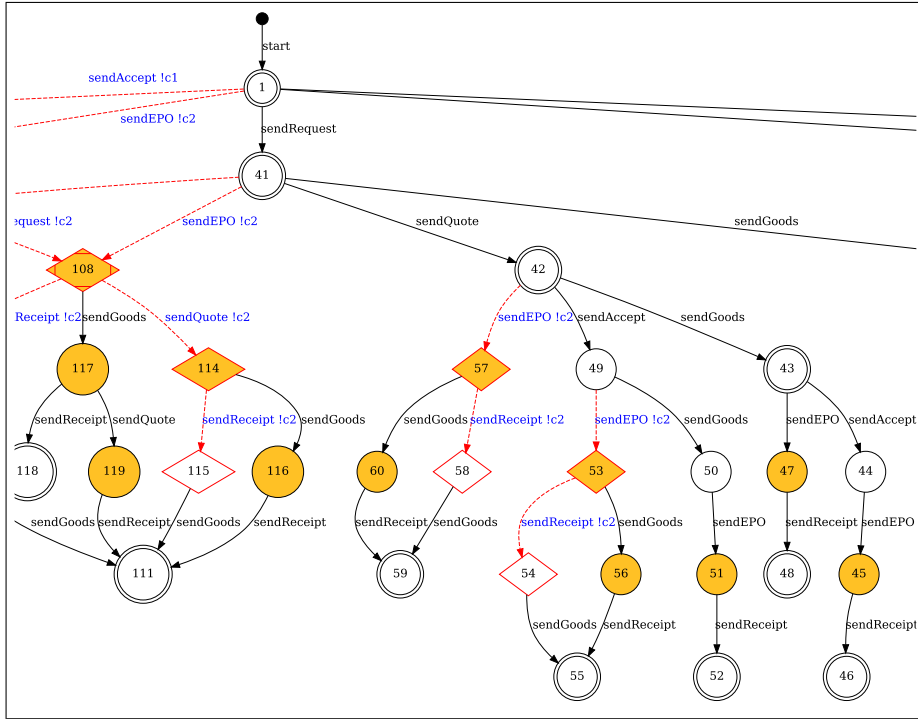 start
sendAccept !c1
1
sendEPO !c2
sendRequest
41
equest !c2
sendEPO !c2
sendQuote
sendGoods
108
42
Receipt !c2
sendGoods
sendQuote !c2
sendEPO !c2
sendAccept
sendGoods
117
114
57
49
43
sendReceipt
sendQuote
sendReceipt !c2
sendGoods
sendGoods
sendReceipt !c2
sendEPO !c2
sendGoods
sendEPO
sendAccept
118
119
115
116
60
58
53
50
47
44
sendGoods
sendReceipt
sendGoods
sendReceipt
sendReceipt
sendGoods
sendReceipt !c2
sendGoods
sendEPO
sendReceipt
sendEPO
111
59
54
56
51
48
45
sendGoods
sendReceipt
sendReceipt
sendReceipt
55
52
46